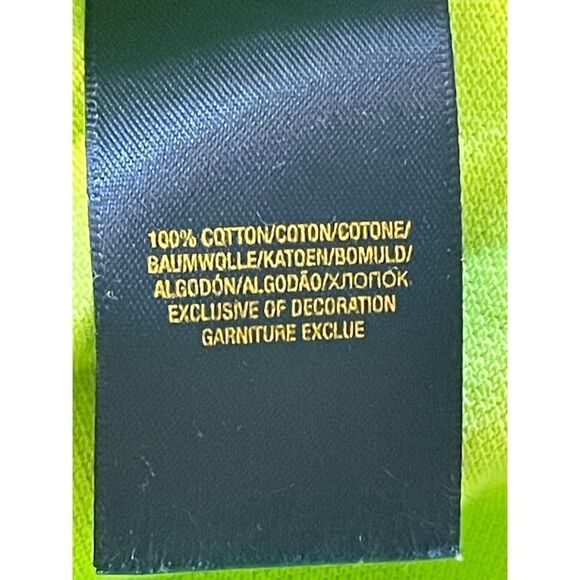 100% COTTON/COTON/COTONE/
BAUMWOLLE/KATOEN/BOMULD/
ALGODÓN/ALGODÃO/ХЛОПОК
EXCLUSIVE OF DECORATION
GARNITURE EXCLUE